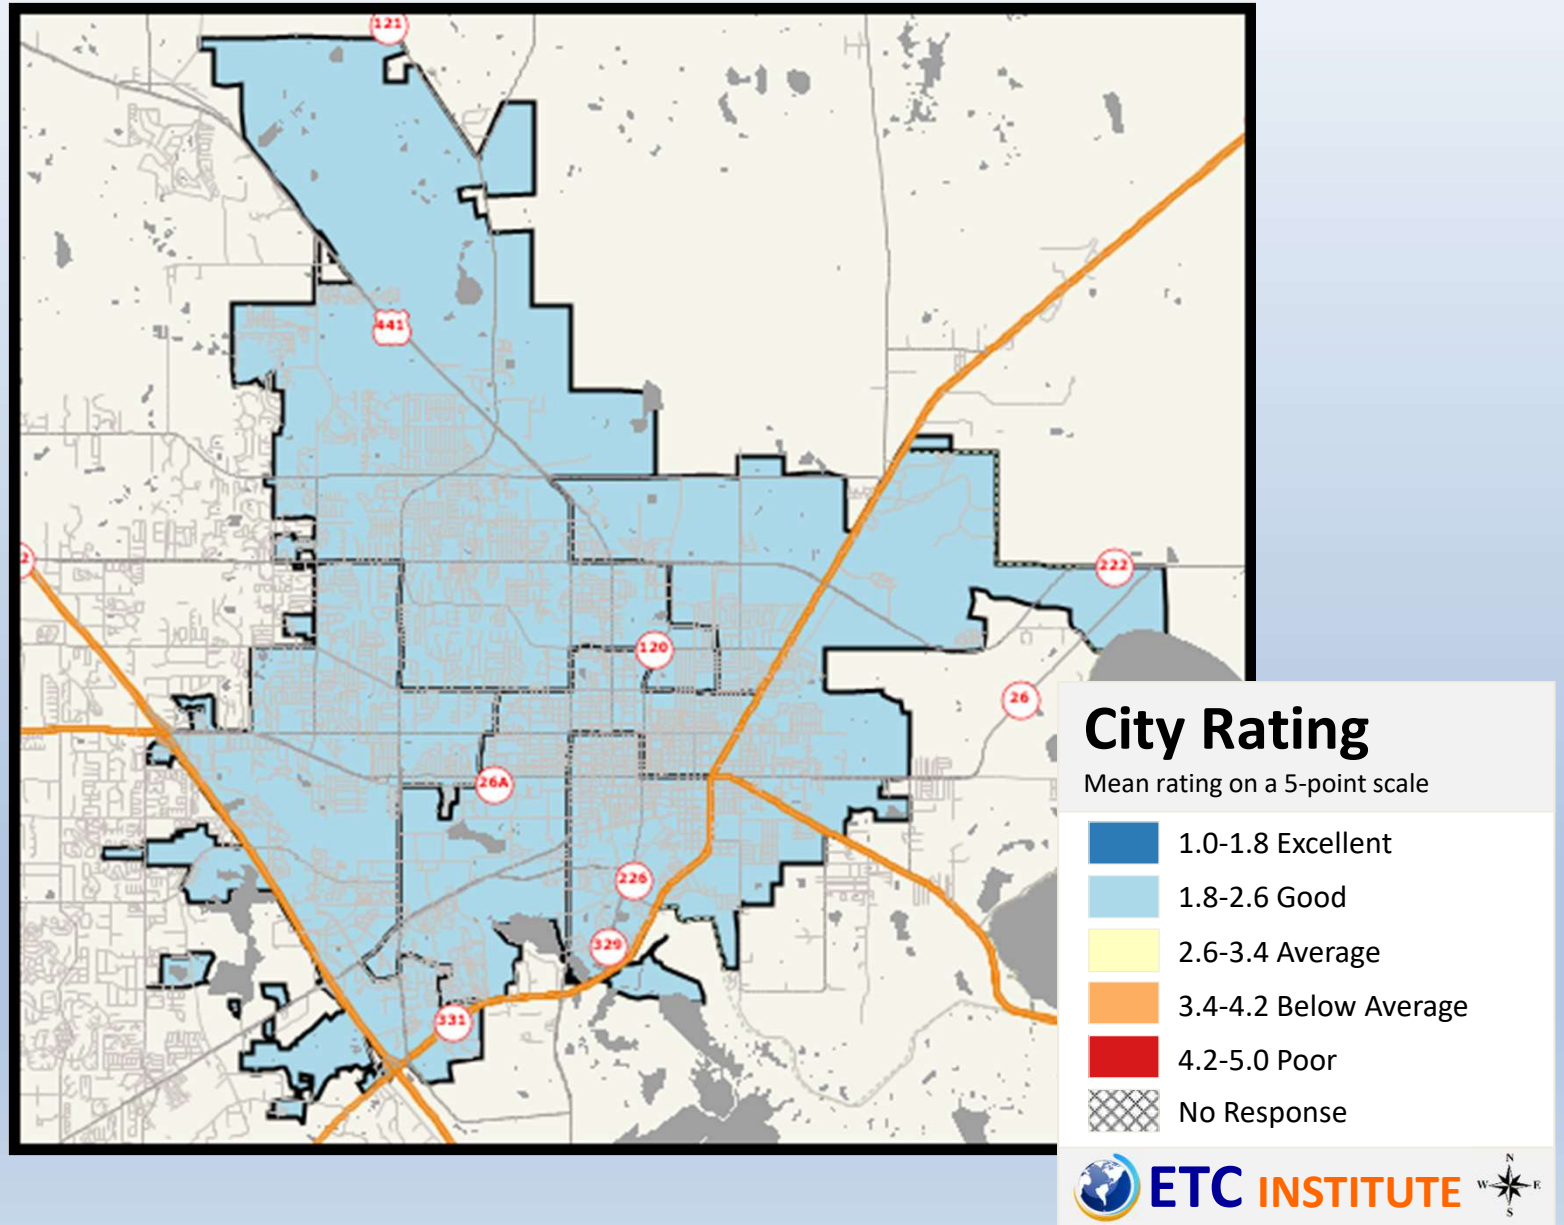 121
441
222
2
120
26
26A
226
329
331
City Rating
Mean rating on a 5-point scale
1.0-1.8 Excellent
1.8-2.6 Good
2.6-3.4 Average
3.4-4.2 Below Average
4.2-5.0 Poor
No Response
ETC INSTITUTE
N
W E
S